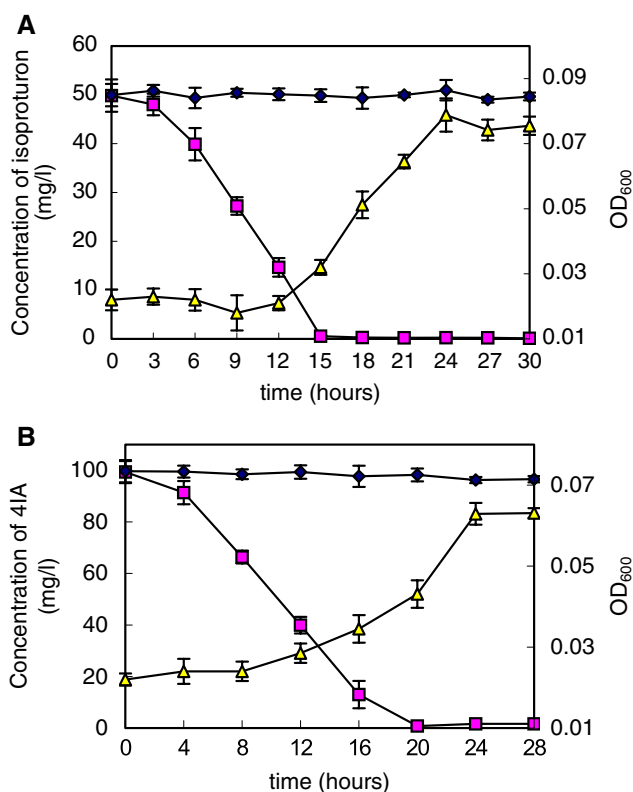 A
60
50
40
30
20
10
0
Concentration of isoproturon
(mg/l)
0.09
0.07
0.05
0.03
0.01
OD600
0 3 6 9 12 15 18 21 24 27 30
time (hours)
B
100
80
60
40
20
0
Concentration of 4IA
(mg/l)
0.07
0.05
0.03
0.01
OD600
0 4 8 12 16 20 24 28
time (hours)